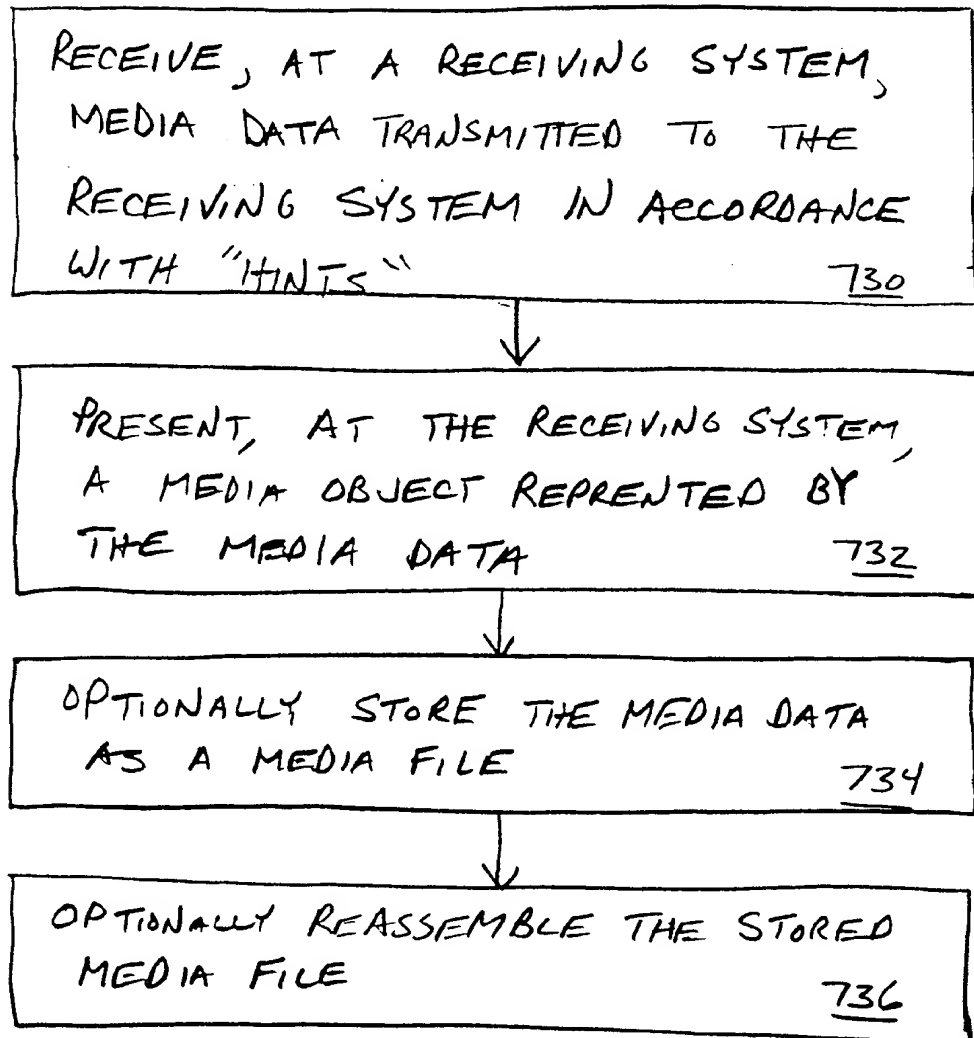 RECEIVE, AT A RECEIVING SYSTEM,
MEDIA DATA TRANSMITTED TO THE
RECEIVING SYSTEM IN ACCORDANCE
WITH "HINTS"
730
PRESENT, AT THE RECEIVING SYSTEM,
A MEDIA OBJECT REPRENTED BY
THE MEDIA DATA
732
OPTIONALLY STORE THE MEDIA DATA
AS A MEDIA FILE
734
OPTIONALLY REASSEMBLE THE STORED
MEDIA FILE
736